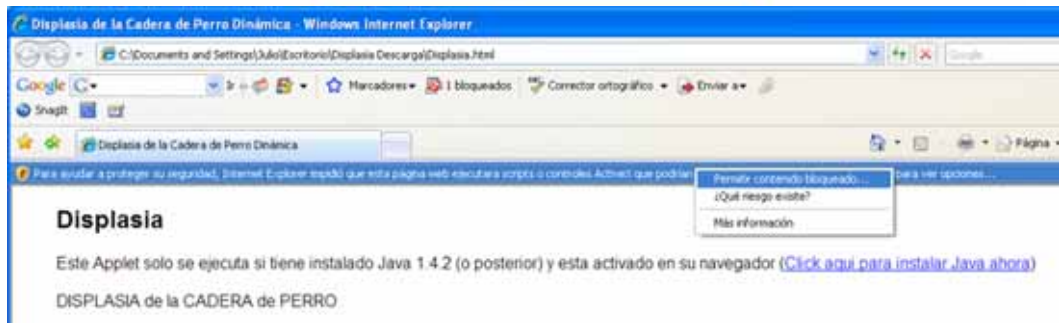 Displasia de la Cadera de Perro Dinámica - Windows Internet Explorer
C:\Documents and Settings\Julio\Escritorio\Displasia Descarga\Displasia.html
Google
Google G Ir Marcadores 1 bloqueados Corrector ortográfico Enviar a
SnagIt
Displasia de la Cadera de Perro Dinámica Página
Para ayudar a proteger su seguridad, Internet Explorer impidió que esta página web ejecutara scripts o controles ActiveX que podrían para ver opciones...
Permitir contenido bloqueado...
¿Qué riesgo existe?
Más información
Displasia
Este Applet solo se ejecuta si tiene instalado Java 1.4.2 (o posterior) y esta activado en su navegador (Click aqui para instalar Java ahora)
DISPLASIA de la CADERA de PERRO